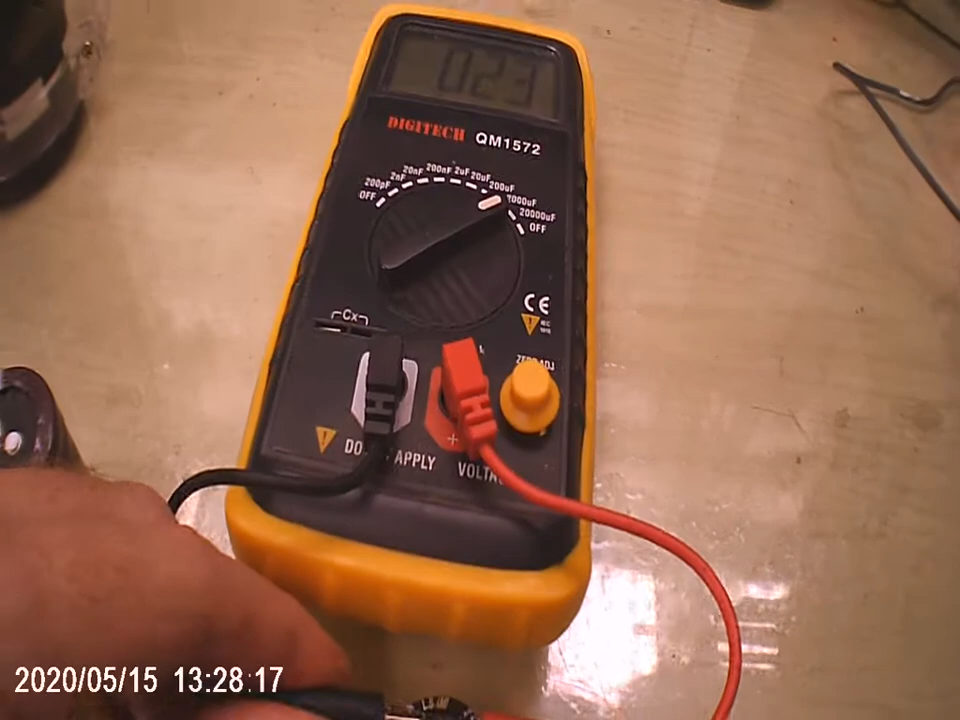 023
DIGITECH QM1572
OFF 200pF 2nF 20nF 200nF 2uF 20uF 200uF 2000uF 20000uF OFF
Cx
CE
ZERO ADJ
+
APPLY
2020/05/15 13:28:17